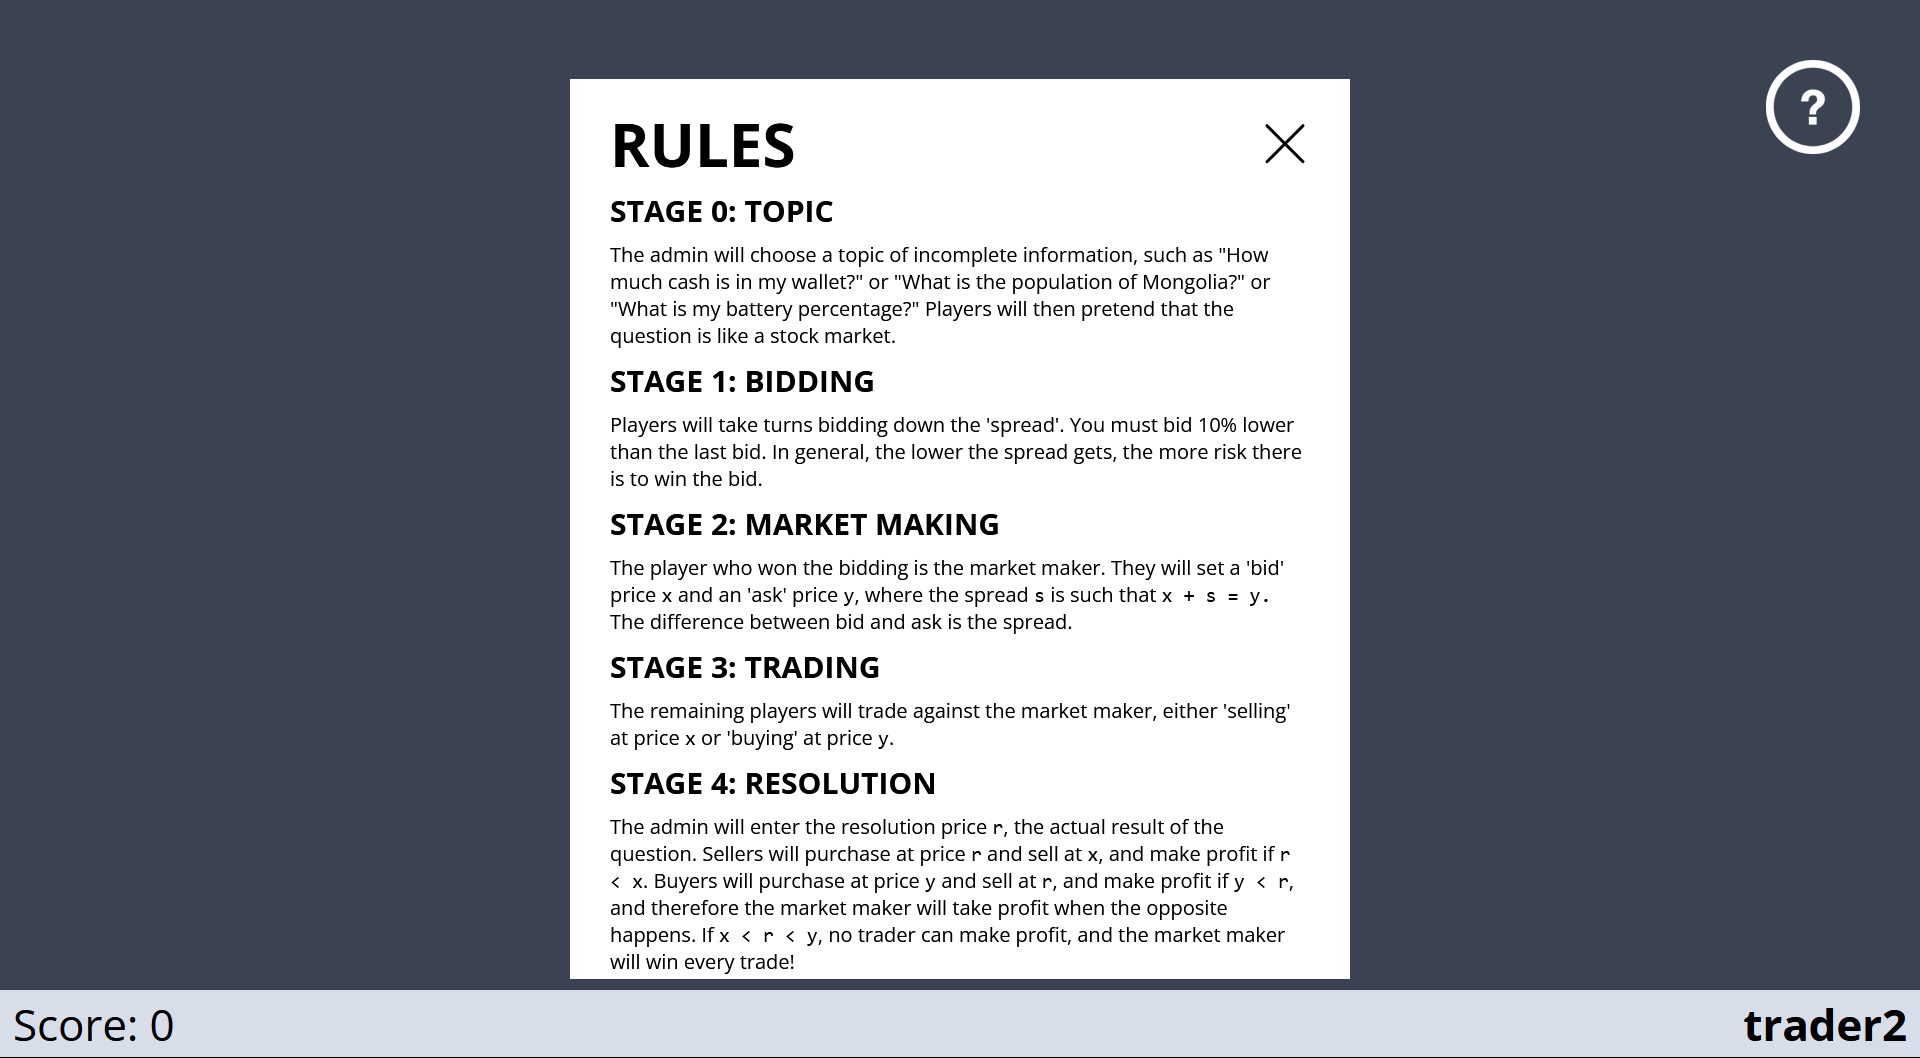 ?
RULES
STAGE 0: TOPIC
The admin will choose a topic of incomplete information, such as "How
much cash is in my wallet?" or "What is the population of Mongolia?" or
"What is my battery percentage?" Players will then pretend that the
question is like a stock market.
STAGE 1: BIDDING
Players will take turns bidding down the 'spread'. You must bid 10% lower
than the last bid. In general, the lower the spread gets, the more risk there
is to win the bid.
STAGE 2: MARKET MAKING
The player who won the bidding is the market maker. They will set a 'bid'
price x and an 'ask' price y, where the spread s is such that x + s = y.
The difference between bid and ask is the spread.
STAGE 3: TRADING
The remaining players will trade against the market maker, either 'selling'
at price x or 'buying' at price y.
STAGE 4: RESOLUTION
The admin will enter the resolution price r, the actual result of the
question. Sellers will purchase at price r and sell at x, and make profit if r
< x. Buyers will purchase at price y and sell at r, and make profit if y < r,
and therefore the market maker will take profit when the opposite
happens. If x < r < y, no trader can make profit, and the market maker
will win every trade!
Score: 0
trader2